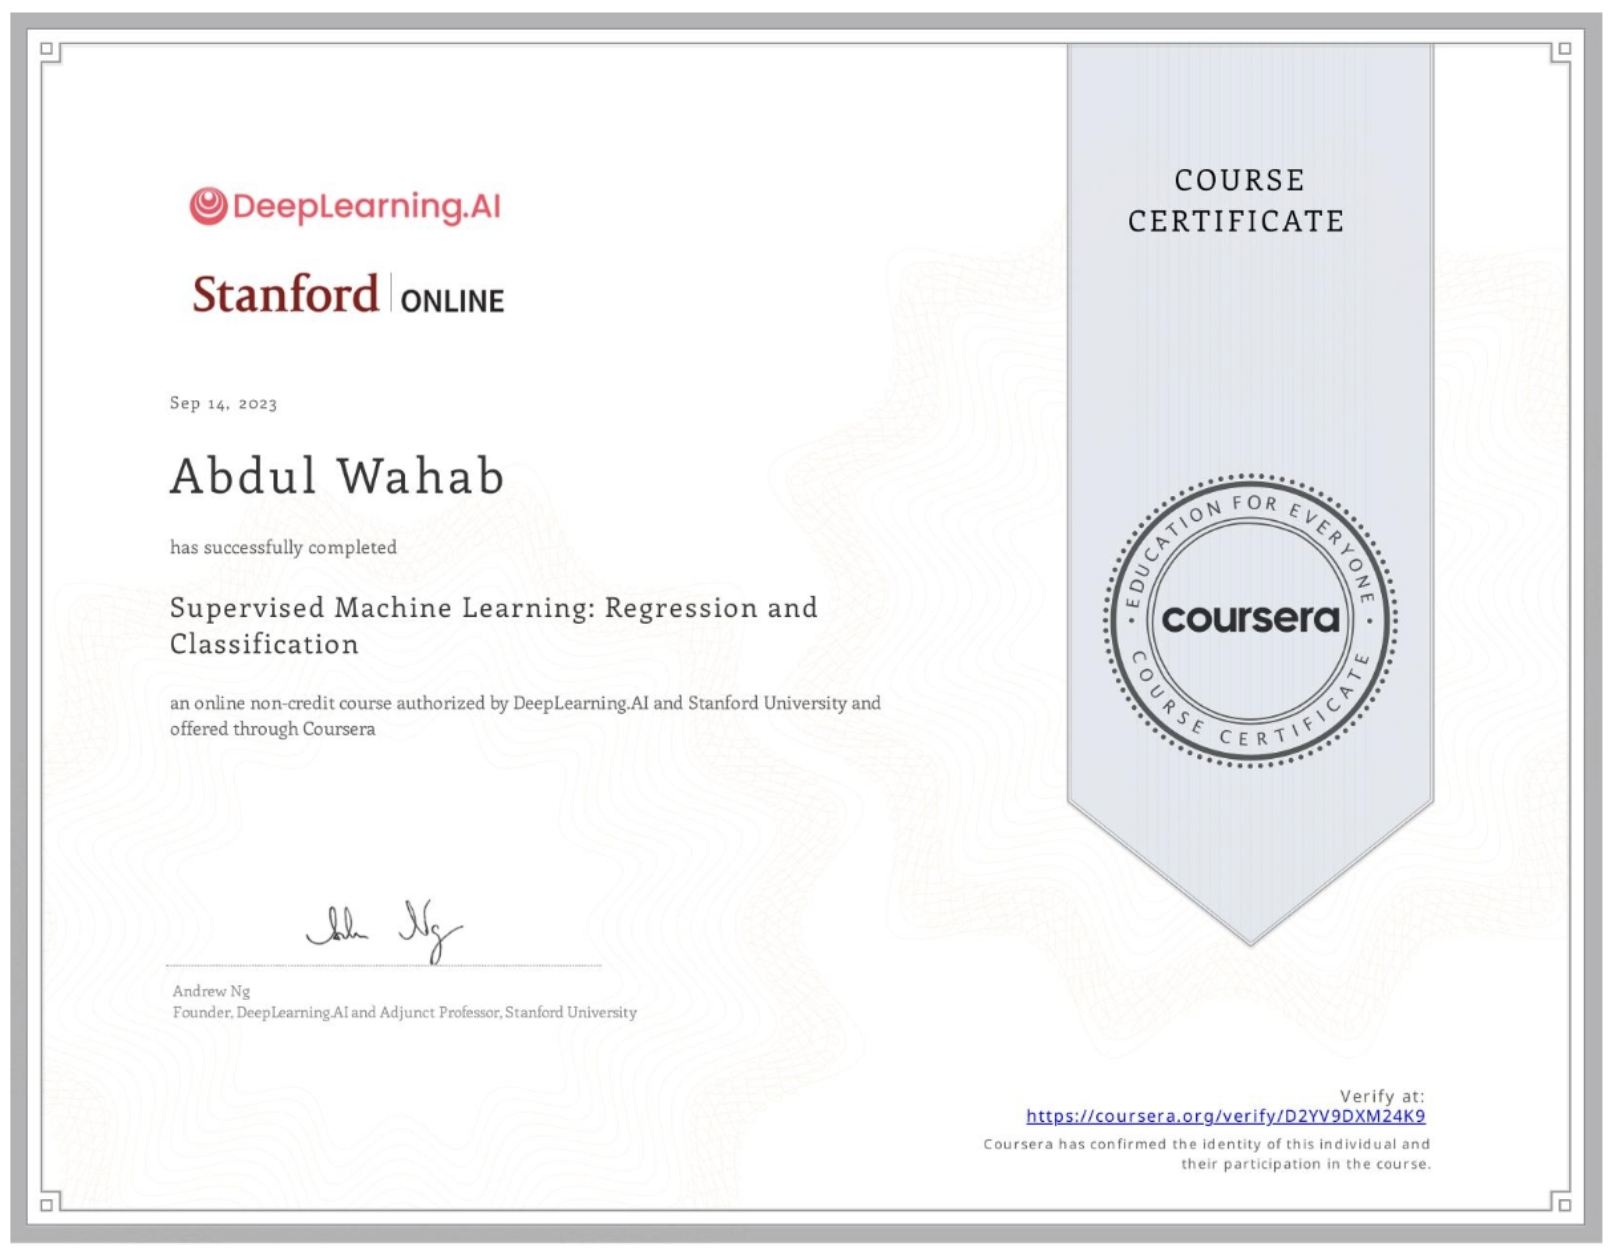 DeepLearning.AI
Stanford | ONLINE
Sep 14, 2023
Abdul Wahab
has successfully completed
Supervised Machine Learning: Regression and
Classification
an online non-credit course authorized by DeepLearning.AI and Stanford University and
offered through Coursera
Andrew Ng
Founder, DeepLearning.AI and Adjunct Professor, Stanford University
COURSE
CERTIFICATE
EDUCATION FOR EVERYONE
coursera
COURSE CERTIFICATE
Verify at:
https://coursera.org/verify/D2YV9DXM24K9
Coursera has confirmed the identity of this individual and
their participation in the course.